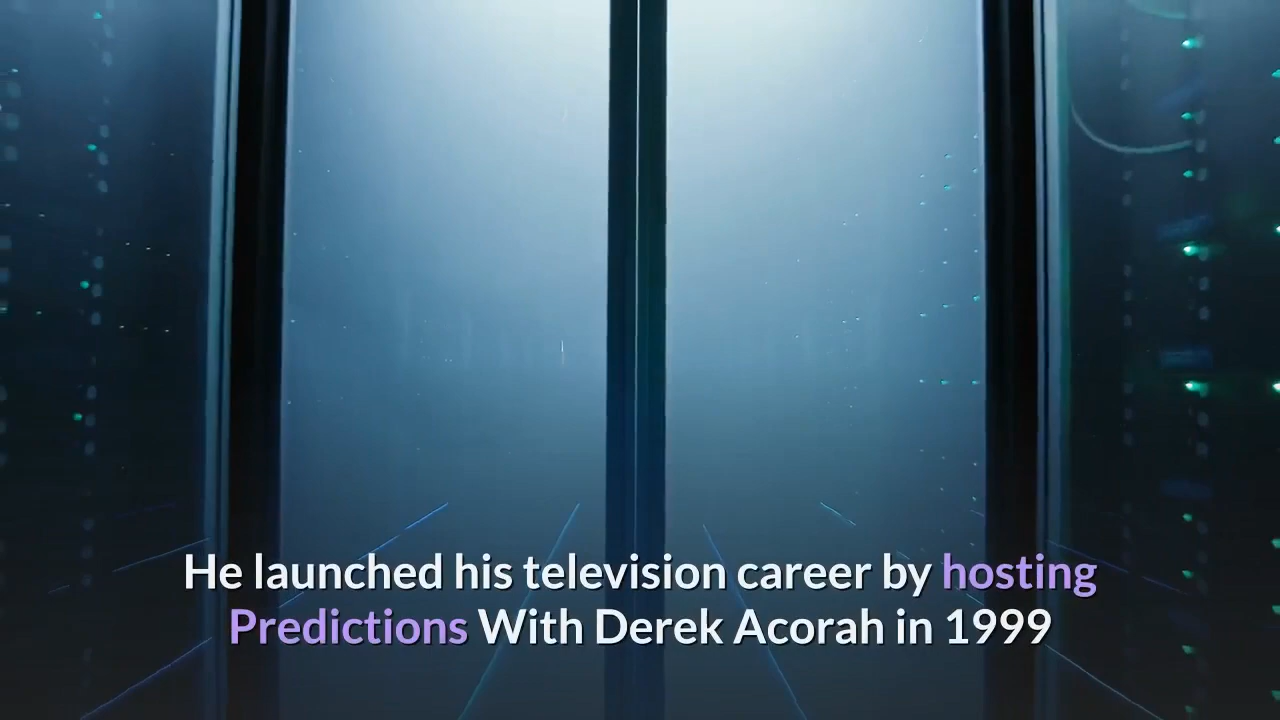 He launched his television career by hosting
Predictions With Derek Acorah in 1999